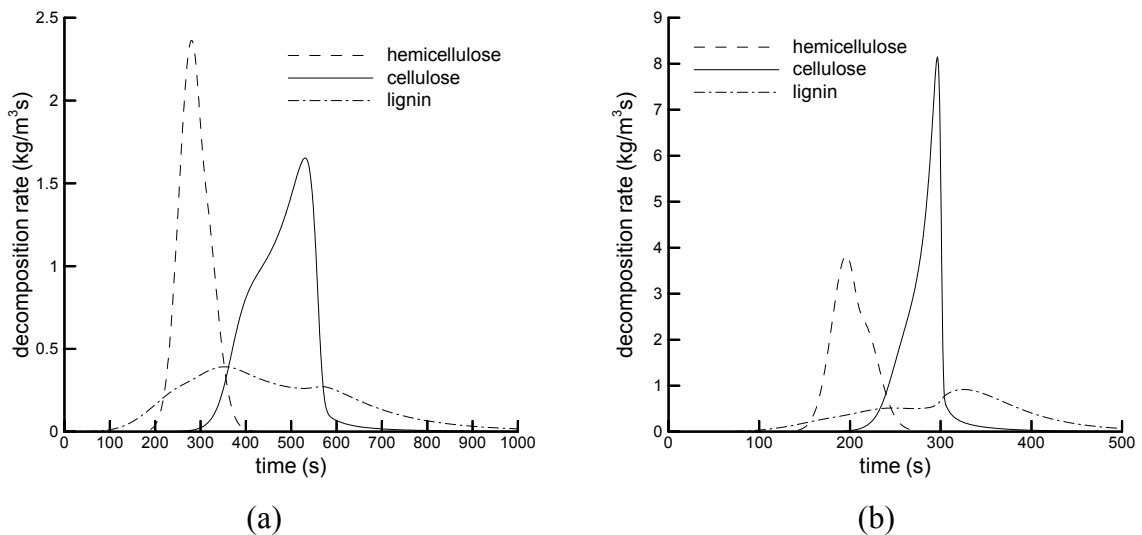 2.5
2
1.5
1
0.5
0
decomposition rate (kg/m³s)
hemicellulose
cellulose
lignin
0 100 200 300 400 500 600 700 800 900 1000
time (s)
(a)
9
8
7
6
5
4
3
2
1
0
decomposition rate (kg/m³s)
hemicellulose
cellulose
lignin
0 100 200 300 400 500
time (s)
(b)